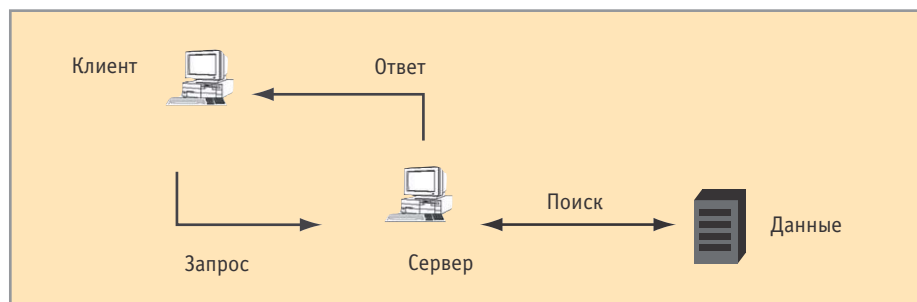 Клиент
Ответ
Поиск
Данные
Запрос
Сервер